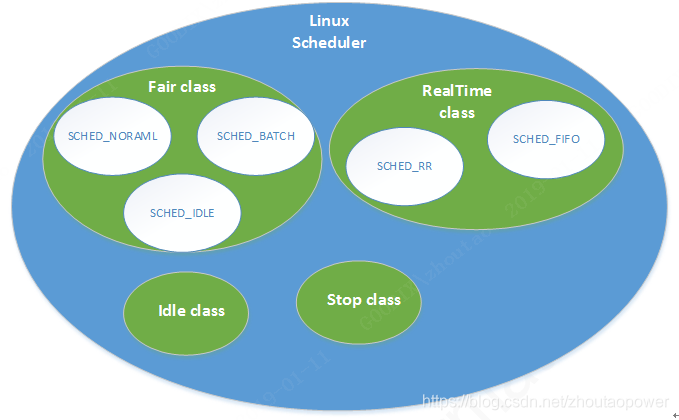 Linux
Scheduler
Fair class
SCHED_NORAML
SCHED_BATCH
SCHED_IDLE
RealTime
class
SCHED_RR
SCHED_FIFO
Idle class
Stop class
https://blog.csdn.net/zhoutaopower